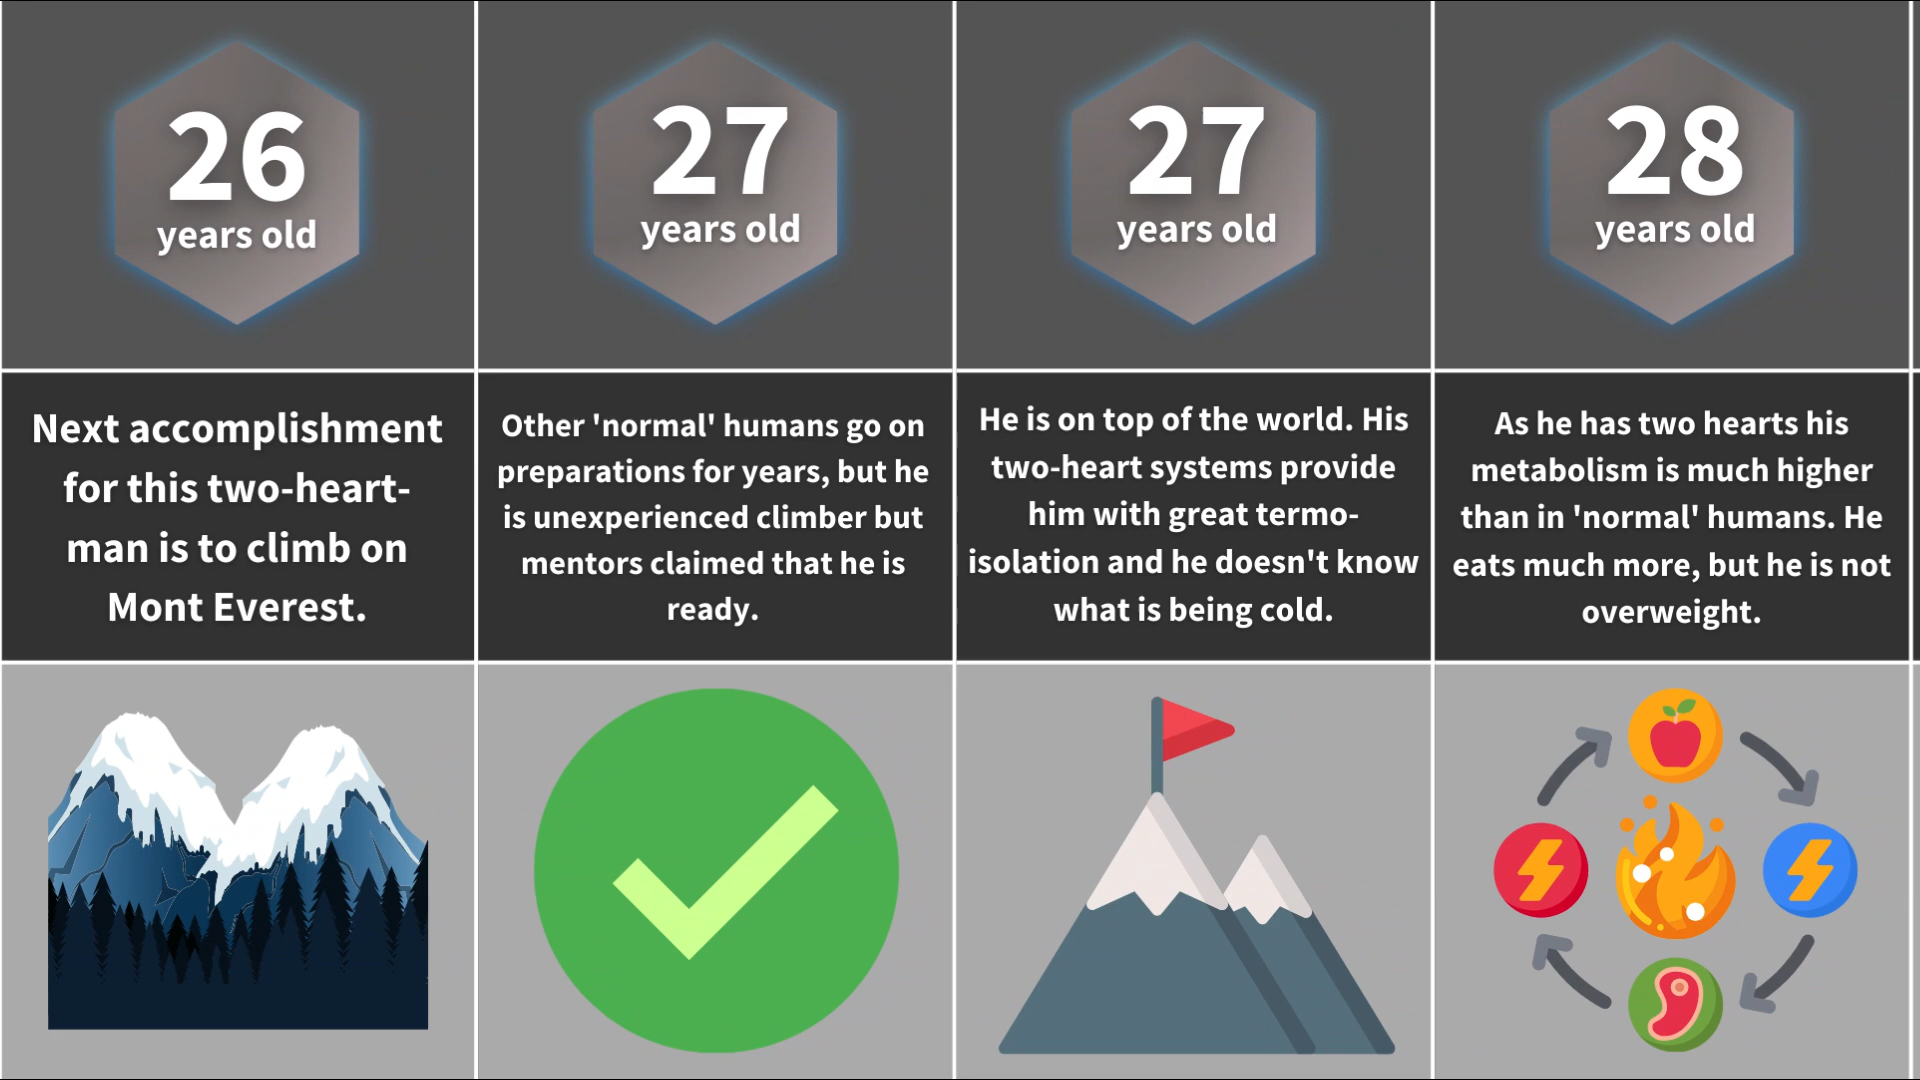 26
years old
27
years old
27
years old
28
years old
Next accomplishment
for this two-heart-
man is to climb on
Mont Everest.
Other 'normal' humans go on
preparations for years, but he
is unexperienced climber but
mentors claimed that he is
ready.
He is on top of the world. His
two-heart systems provide
him with great termo-
isolation and he doesn't know
what is being cold.
As he has two hearts his
metabolism is much higher
than in 'normal' humans. He
eats much more, but he is not
overweight.